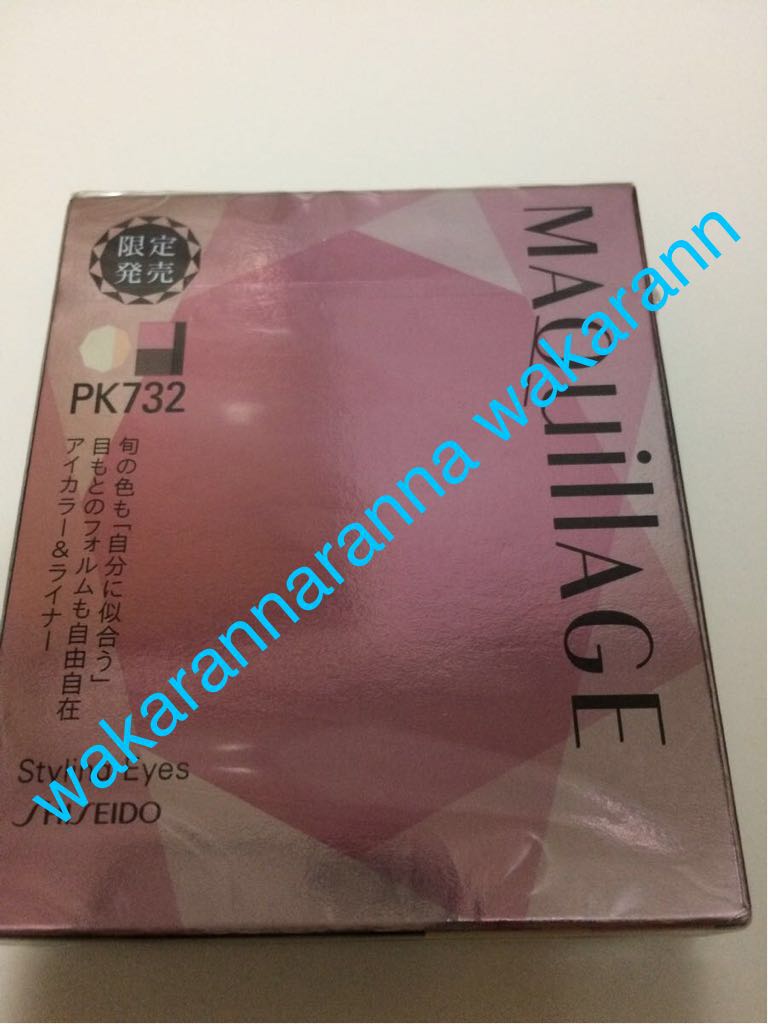 限定
発売
MAQUillAGE
PK732
旬の色も「自分に似合う」
目もとのフォルムも自由自在
アイカラー&ライナー
Styling Eyes
SHISEIDO
wakarannaranna wakarann